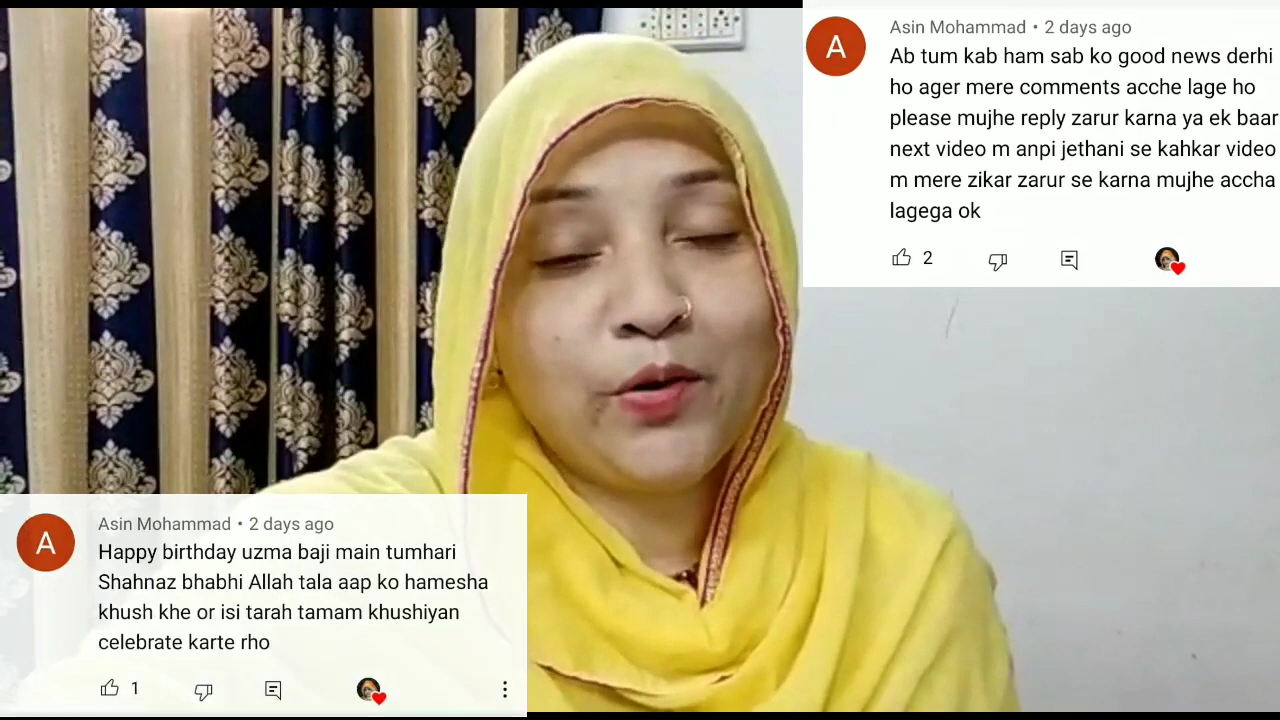 A
Asin Mohammad • 2 days ago
Ab tum kab ham sab ko good news derhi
ho ager mere comments acche lage ho
please mujhe reply zarur karna ya ek baar
next video m anpi jethani se kahkar video
m mere zikar zarur se karna mujhe accha
lagega ok
2
A
Asin Mohammad • 2 days ago
Happy birthday uzma baji main tumhari
Shahnaz bhabhi Allah tala aap ko hamesha
khush khe or isi tarah tamam khushiyan
celebrate karte rho
1